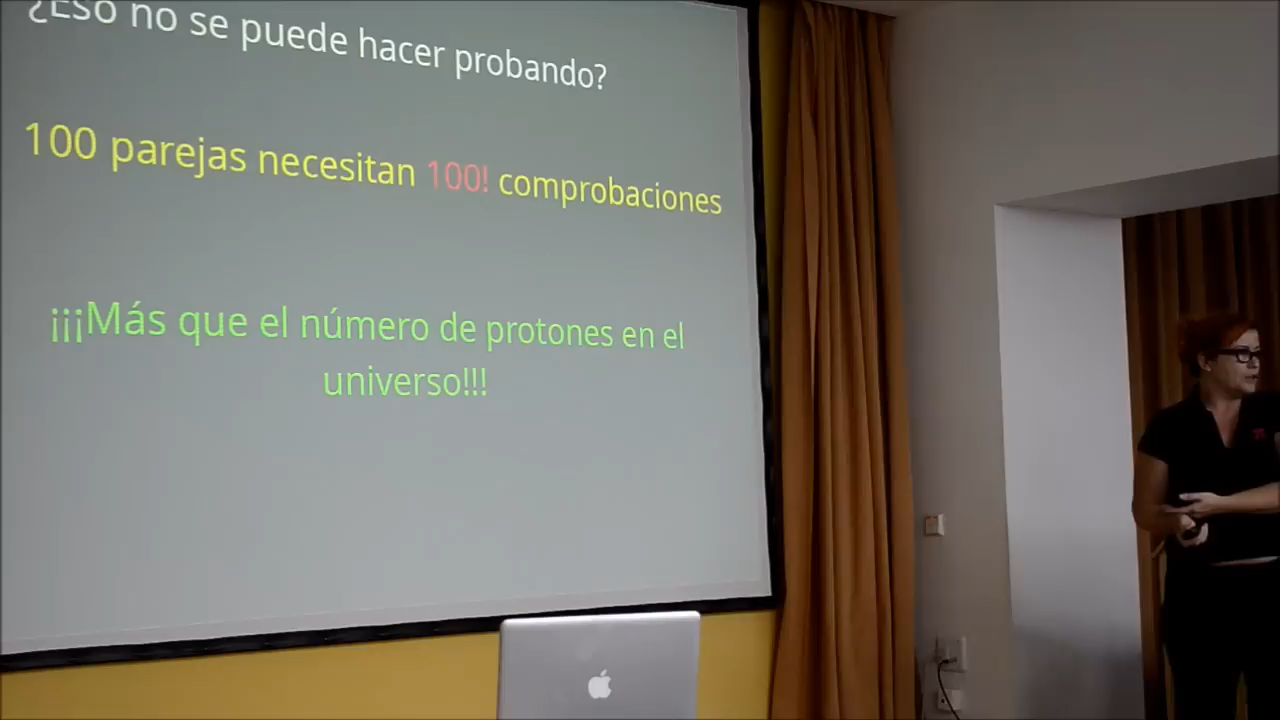 ¿Eso no se puede hacer probando?
100 parejas necesitan 100! comprobaciones
¡¡¡Más que el número de protones en el
universo!!!